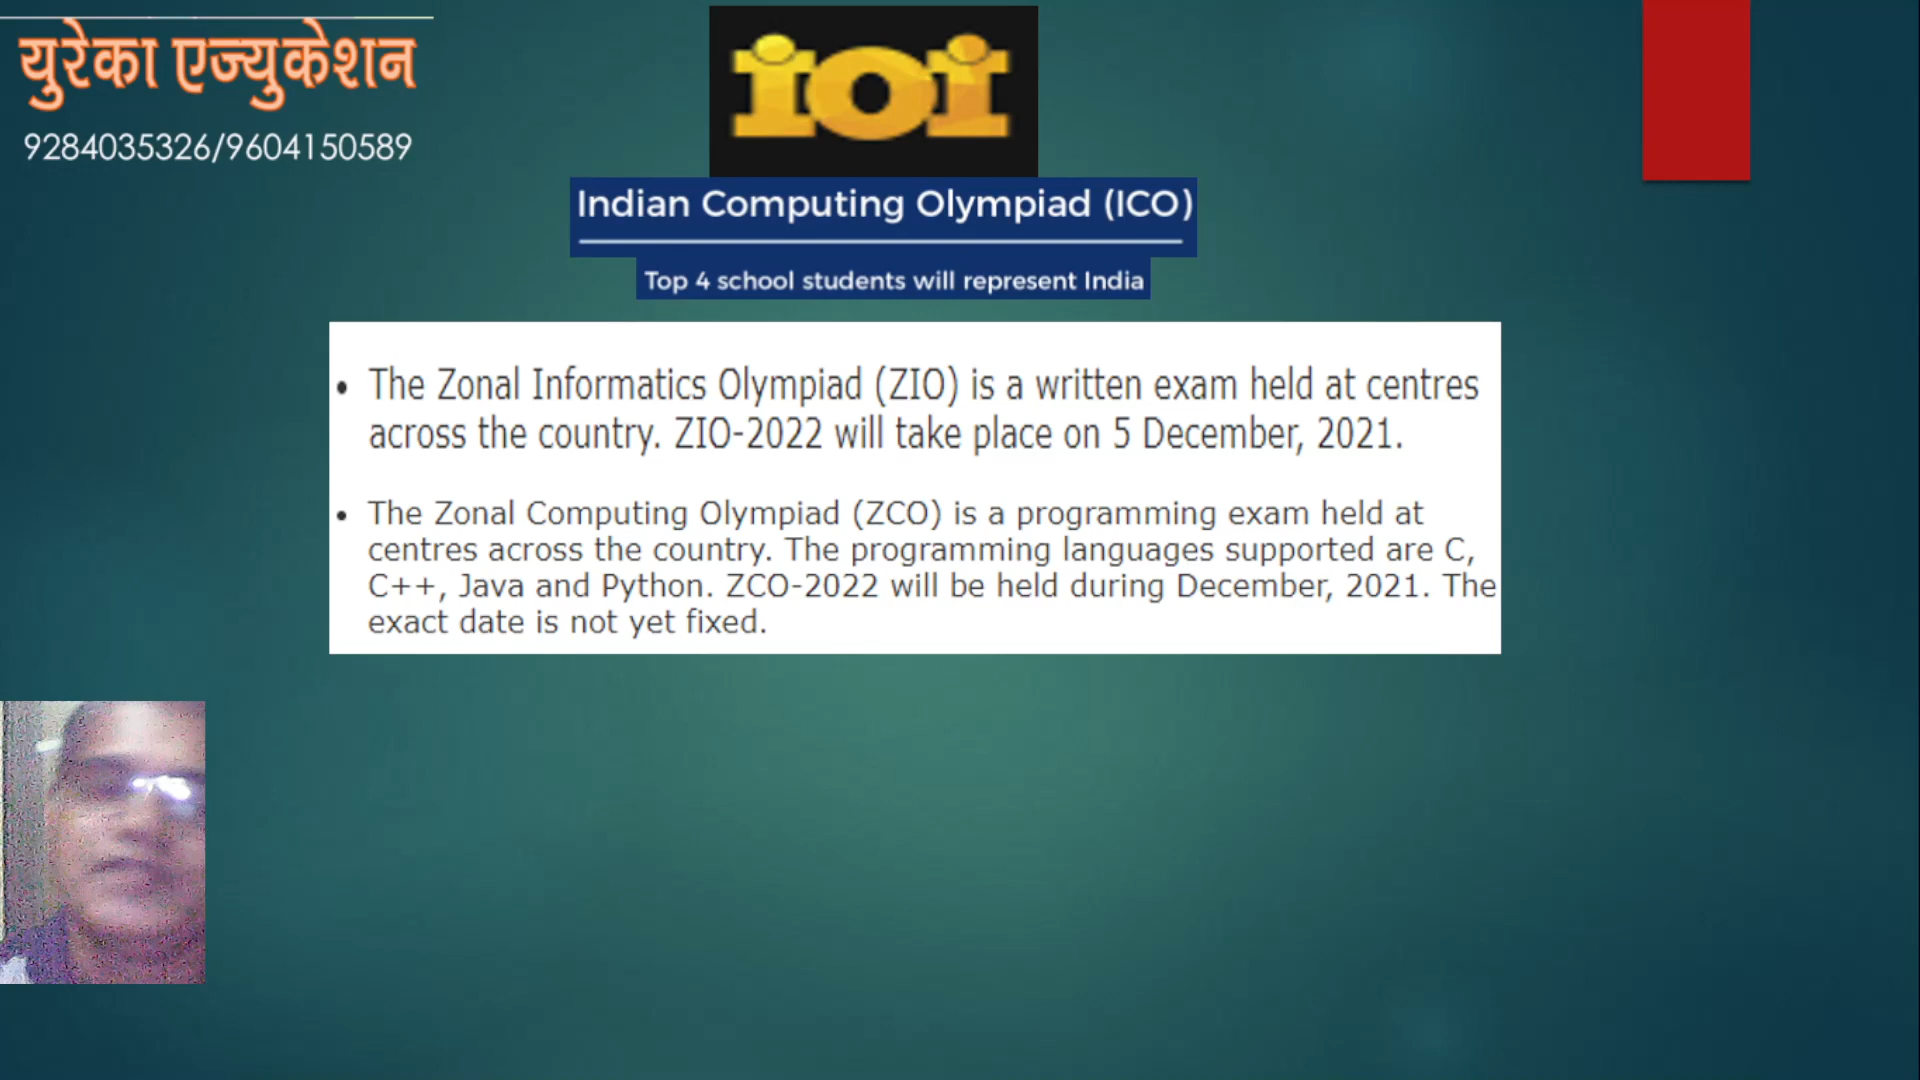 युरेका एज्युकेशन
9284035326/9604150589
ioi
Indian Computing Olympiad (ICO)
Top 4 school students will represent India
• The Zonal Informatics Olympiad (ZIO) is a written exam held at centres
across the country. ZIO-2022 will take place on 5 December, 2021.
• The Zonal Computing Olympiad (ZCO) is a programming exam held at
centres across the country. The programming languages supported are C,
C++, Java and Python. ZCO-2022 will be held during December, 2021. The
exact date is not yet fixed.